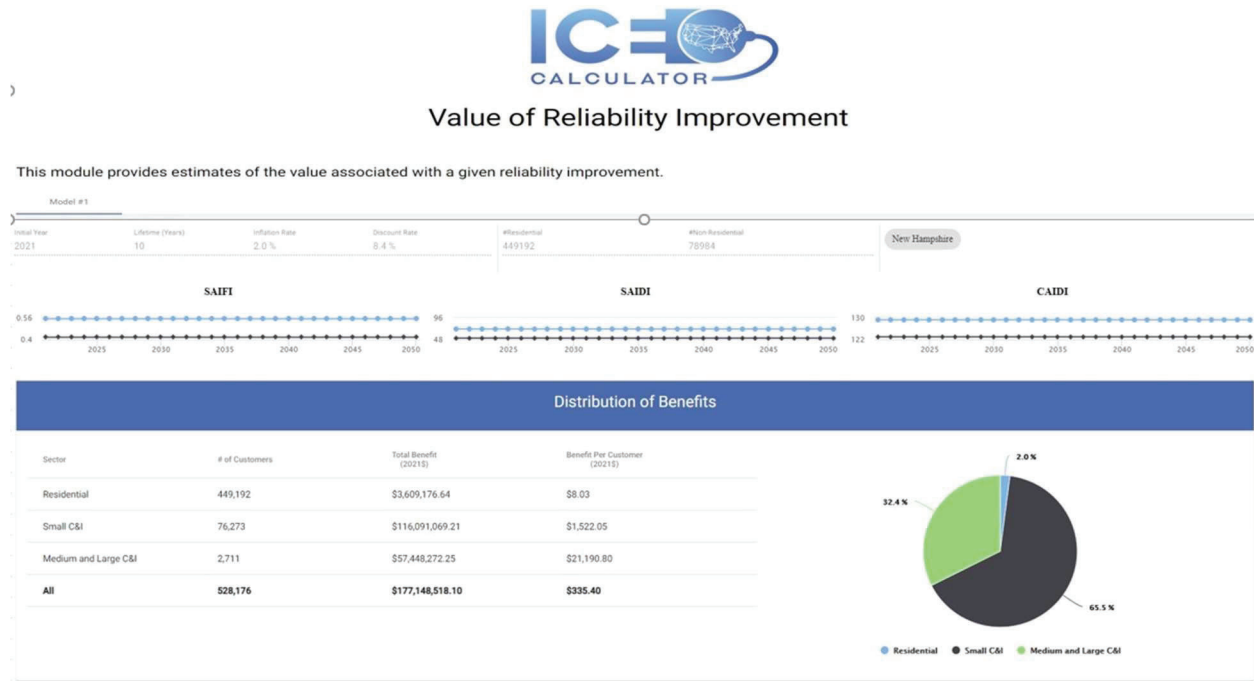 ICE
CALCULATOR
Value of Reliability Improvement
This module provides estimates of the value associated with a given reliability improvement.
Model #1
Initial Year Lifetime (Years) Inflation Rate Discount Rate #Residential #Non-Residential
2021 10 2.0 % 8.4 % 449192 78984
New Hampshire
SAIFI SAIDI CAIDI
0.56 96 130
0.4 48 122
2025 2030 2035 2040 2045 2050 2025 2030 2035 2040 2045 2050 2025 2030 2035 2040 2045 2050
Distribution of Benefits
Sector # of Customers Total Benefit (2021$) Benefit Per Customer (2021$)
Residential 449,192 $3,609,176.64 $8.03
Small C&I 76,273 $116,091,069.21 $1,522.05
Medium and Large C&I 2,711 $57,448,272.25 $21,190.80
All 528,176 $177,148,518.10 $335.40
2.0 %
32.4 %
65.5 %
Residential Small C&I Medium and Large C&I